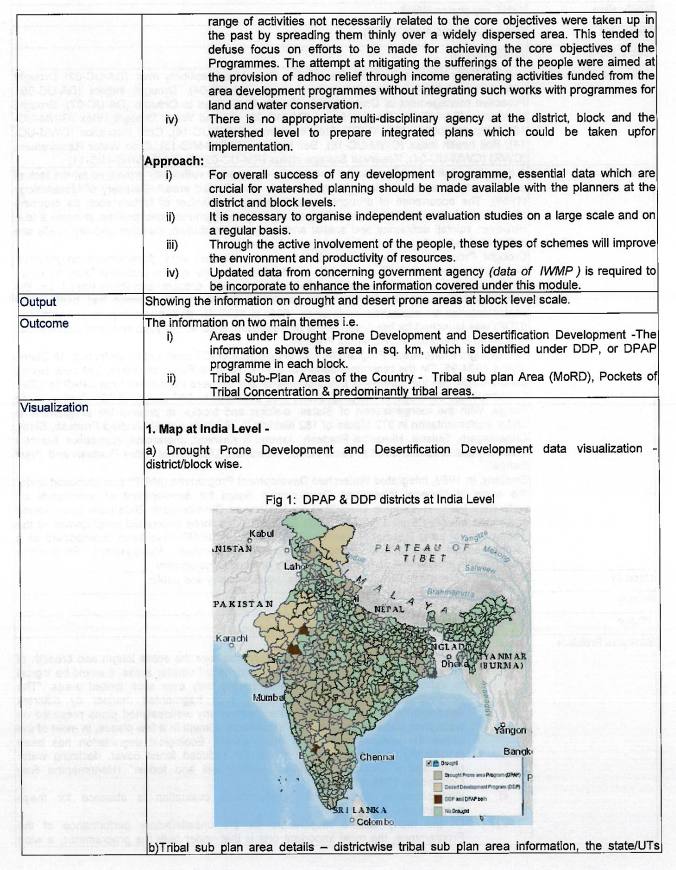 range of activities not necessarily related to the core objectives were taken up in
the past by spreading them thinly over a widely dispersed area. This tended to
defuse focus on efforts to be made for achieving the core objectives of the
Programmes. The attempt at mitigating the sufferings of the people were aimed at
the provision of adhoc relief through income generating activities funded from the
area development programmes without integrating such works with programmes for
land and water conservation.
iv) There is no appropriate multi-disciplinary agency at the district, block and the
watershed level to prepare integrated plans which could be taken upfor
implementation.
Approach:
i) For overall success of any development programme, essential data which are
crucial for watershed planning should be made available with the planners at the
district and block levels.
ii) It is necessary to organise independent evaluation studies on a large scale and on
a regular basis.
iii) Through the active involvement of the people, these types of schemes will improve
the environment and productivity of resources.
iv) Updated data from concerning government agency (data of IWMP ) is required to
be incorporate to enhance the information covered under this module.
Output
Showing the information on drought and desert prone areas at block level scale.
Outcome
The information on two main themes i.e.
i) Areas under Drought Prone Development and Desertification Development -The
information shows the area in sq. km, which is identified under DDP, or DPAP
programme in each block.
ii) Tribal Sub-Plan Areas of the Country - Tribal sub plan Area (MoRD), Pockets of
Tribal Concentration & predominantly tribal areas.
Visualization
1. Map at India Level -
a) Drought Prone Development and Desertification Development data visualization -
district/block wise.
Fig 1: DPAP & DDP districts at India Level
Kabul
NISTAN
PLATEAU OF
TIBET
Yangtze
Mekong
Salween
Laho
MALAYA
Brahmaputra
NEPAL
PAKISTAN
Karachi
NGLAD
Dhaka
YANMAR
(BURMA)
Mumba
Yangon
Bangk
Chennai
Drought
Drought Prone area Program (DPAP)
Desert Development Program (DDP)
DDP and DPAP both
No Drought
P
SRI LANKA
Colombo
b)Tribal sub plan area details – districtwise tribal sub plan area information, the state/UTs